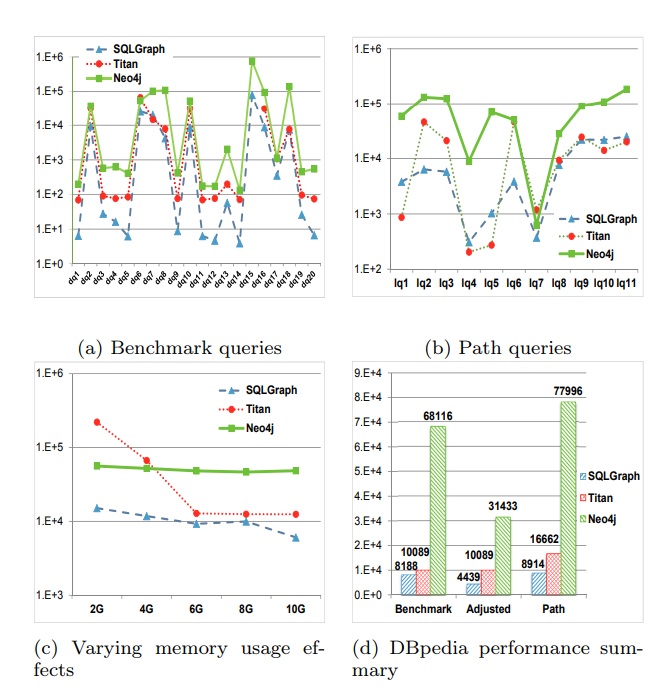 1.E+6
1.E+5
1.E+4
1.E+3
1.E+2
1.E+1
1.E+0
SQLGraph
Titan
Neo4j
dq1 dq2 dq3 dq4 dq5 dq6 dq7 dq8 dq9 dq10 dq11 dq12 dq13 dq14 dq15 dq16 dq17 dq18 dq19 dq20
(a) Benchmark queries
1.E+6
1.E+5
1.E+4
1.E+3
1.E+2
SQLGraph
Titan
Neo4j
lq1 lq2 lq3 lq4 lq5 lq6 lq7 lq8 lq9 lq10 lq11
(b) Path queries
1.E+6
1.E+5
1.E+4
1.E+3
SQLGraph
Titan
Neo4j
2G 4G 6G 8G 10G
(c) Varying memory usage ef-
fects
9.E+4
8.E+4
7.E+4
6.E+4
5.E+4
4.E+4
3.E+4
2.E+4
1.E+4
0.E+0
8188
10089
68116
4439
10089
31433
8914
16662
77996
SQLGraph
Titan
Neo4j
Benchmark Adjusted Path
(d) DBpedia performance sum-
mary